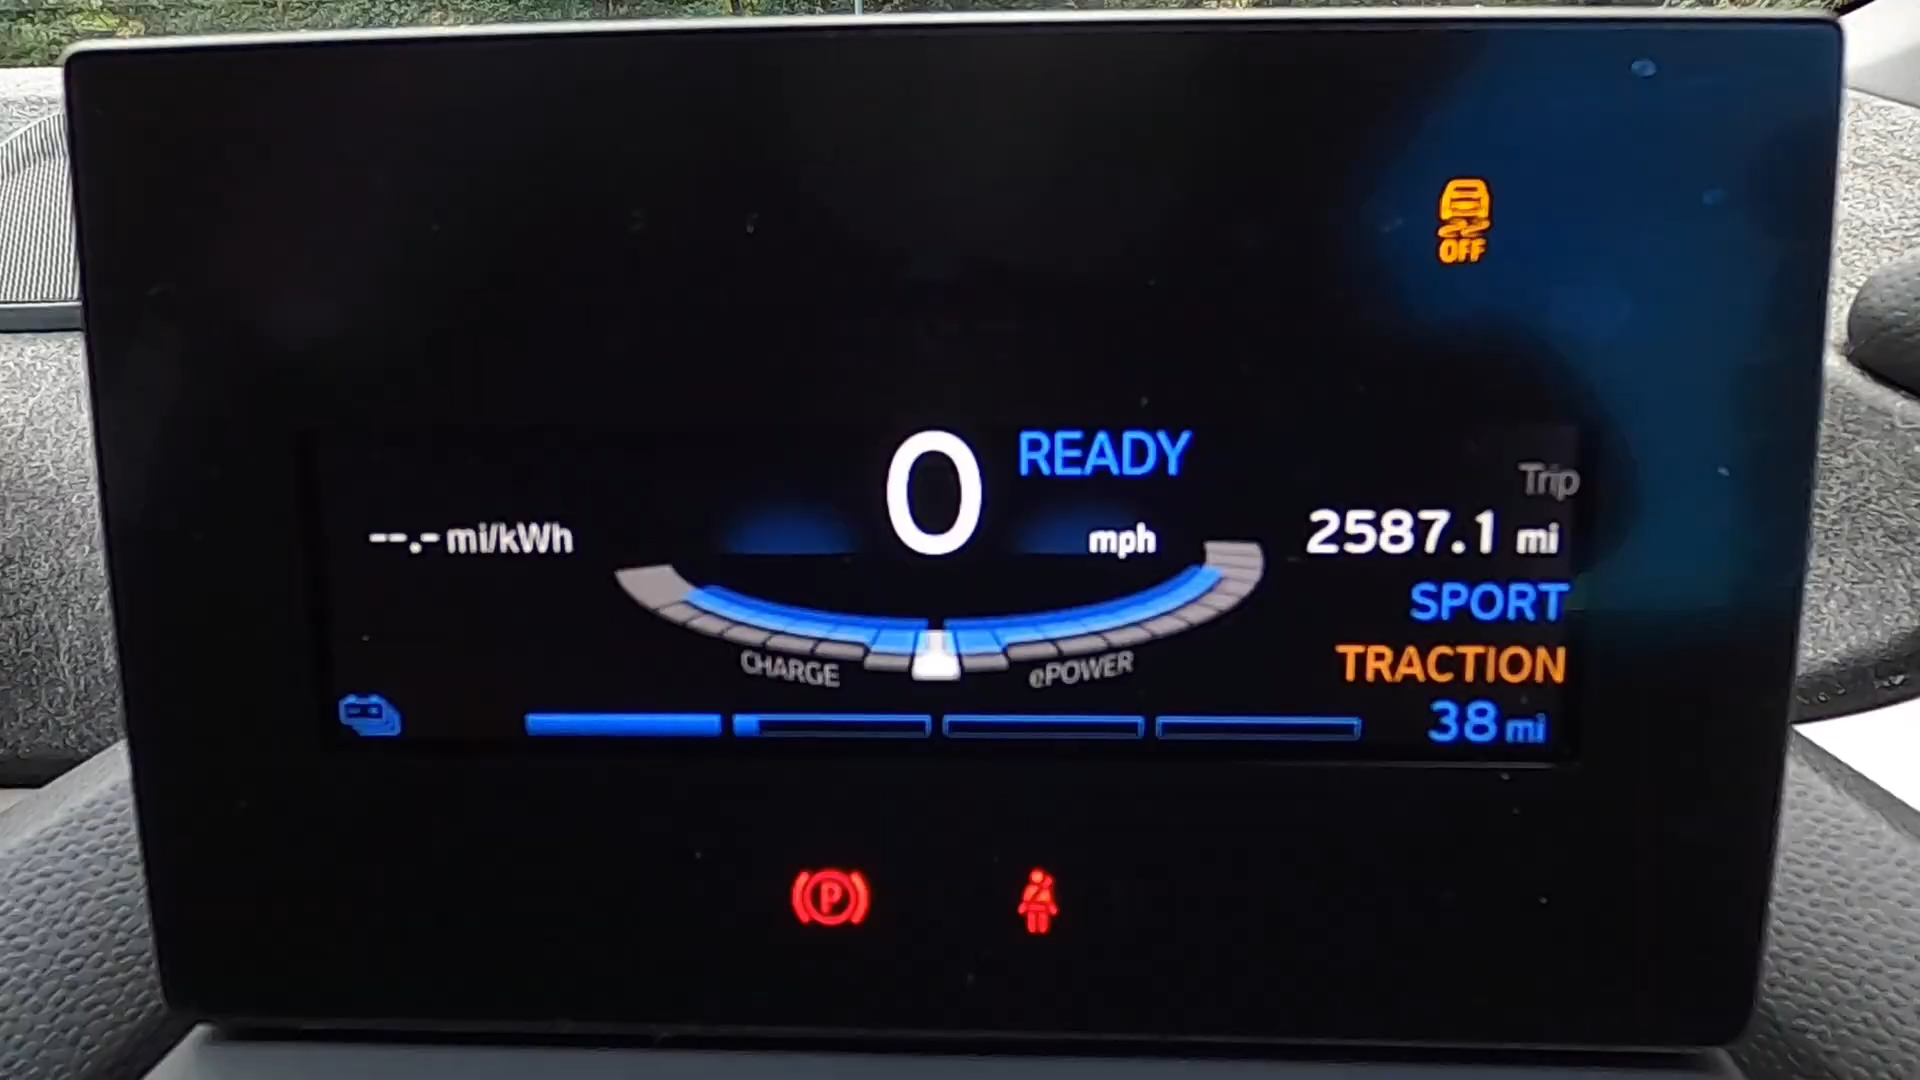 OFF
0 READY
Trip
--.- mi/kWh
mph
2587.1 mi
SPORT
CHARGE
ePOWER
TRACTION
38 mi
P